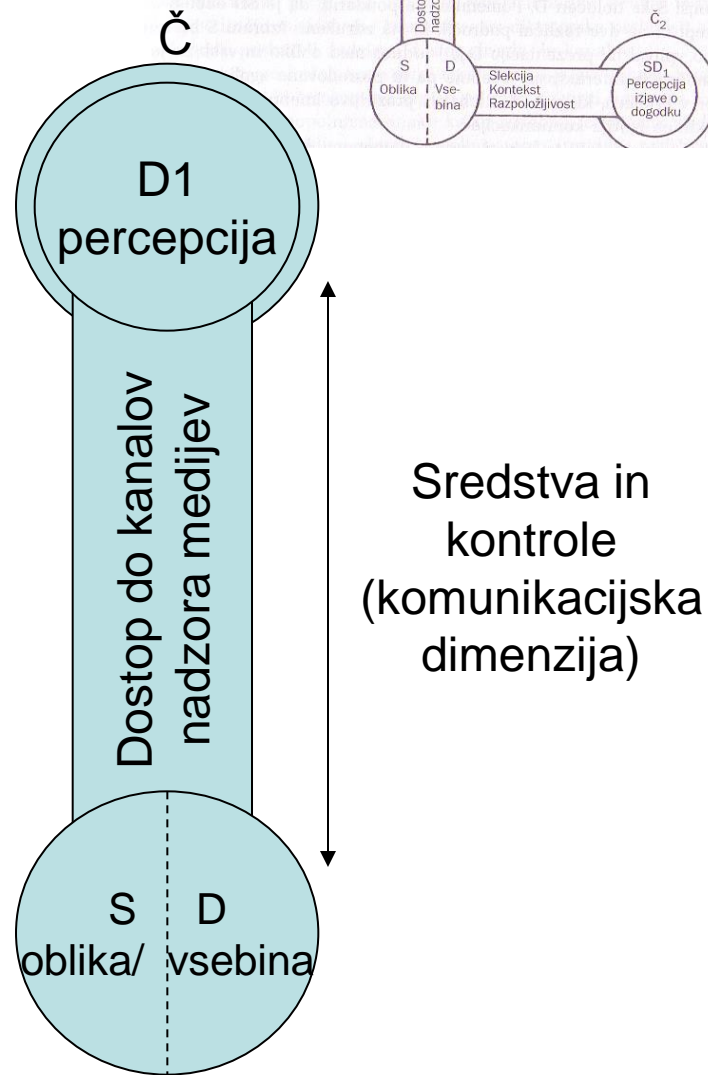 Č
D1
percepcija
Dostop do kanalov
nadzora medijev
Sredstva in
kontrole
(komunikacijska
dimenzija)
S D
oblika/ vsebina
Č2
S D
Oblika Vse-
bina
Slekcija
Kontekst
Razpoložljivost
SD1
Percepcija
izjave o
dogodku